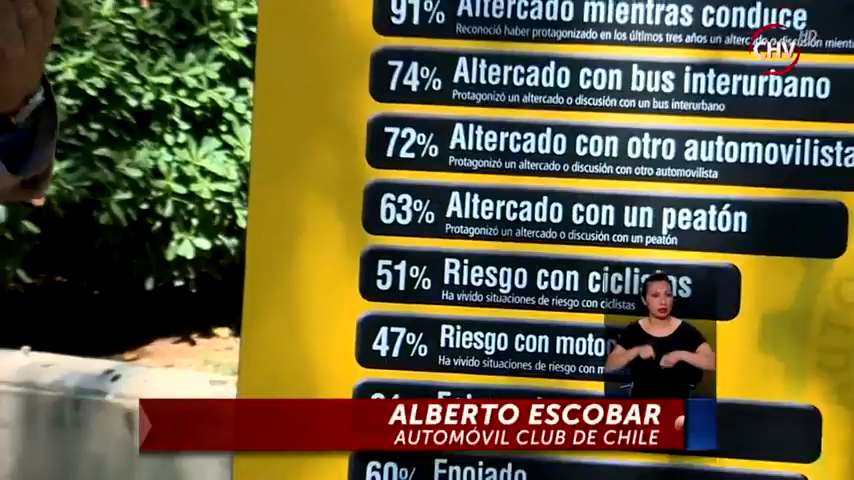 91% Altercado mientras conduce
Reconoció haber protagonizado en los últimos tres años un altercado o discusión
CHV HD
74% Altercado con bus interurbano
Protagonizó un altercado o discusión con un bus interurbano
72% Altercado con otro automovilista
Protagonizó un altercado o discusión con otro automovilista
63% Altercado con un peatón
Protagonizó un altercado o discusión con un peatón
51% Riesgo con ciclistas
Ha vivido situaciones de riesgo con ciclistas
47% Riesgo con
Ha vivido situaciones de riesgo con
ALBERTO ESCOBAR
AUTOMÓVIL CLUB DE CHILE
60% Enojado